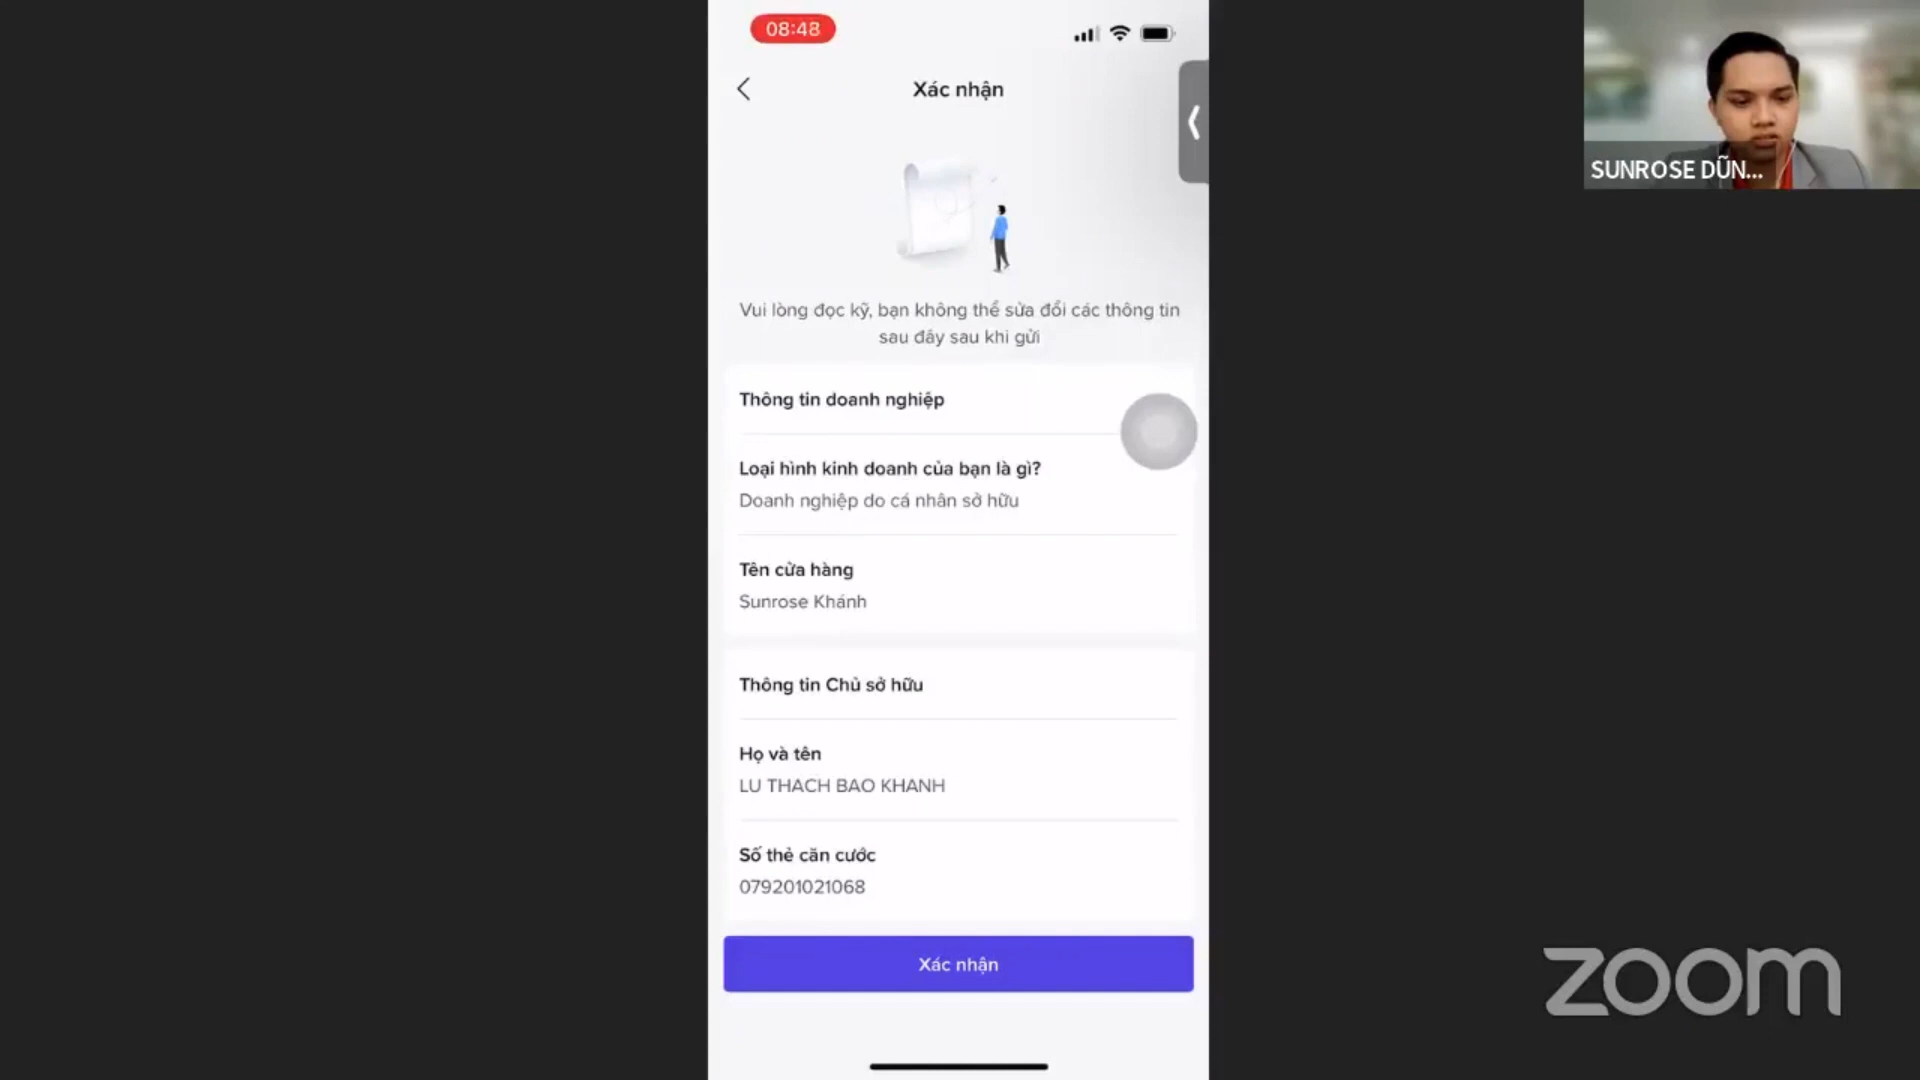 08:48
Xác nhận
SUNROSE DŨN...
Vui lòng đọc kỹ, bạn không thể sửa đổi các thông tin
sau đây sau khi gửi
Thông tin doanh nghiệp
Loại hình kinh doanh của bạn là gì?
Doanh nghiệp do cá nhân sở hữu
Tên cửa hàng
Sunrose Khánh
Thông tin Chủ sở hữu
Họ và tên
LU THACH BAO KHANH
Số thẻ căn cước
079201021068
Xác nhận
zoom